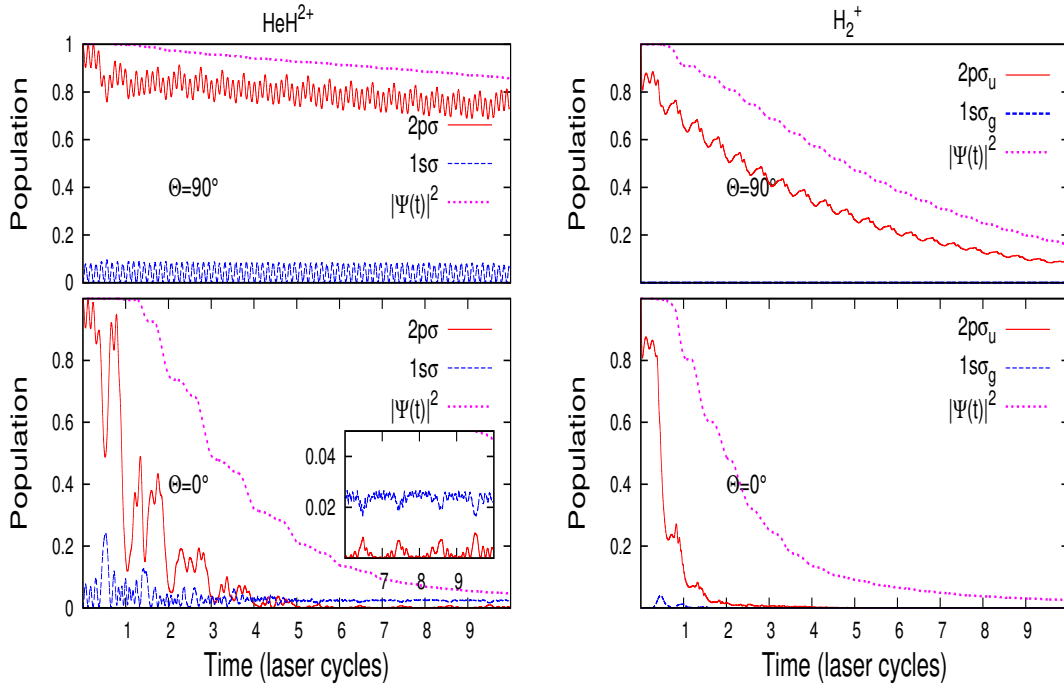 HeH²⁺
H₂⁺
Population
1
0.8
0.6
0.4
0.2
0
2pσ
1sσ
|Ψ(t)|²
Θ=90°
Population
0.8
0.6
0.4
0.2
2pσᵤ
1sσg
|Ψ(t)|²
Θ=90°
Population
0.8
0.6
0.4
0.2
0
2pσ
1sσ
|Ψ(t)|²
Θ=0°
0.04
0.02
7 8 9
1 2 3 4 5 6 7 8 9
Time (laser cycles)
Population
0.8
0.6
0.4
0.2
0
2pσᵤ
1sσg
|Ψ(t)|²
Θ=0°
1 2 3 4 5 6 7 8 9
Time (laser cycles)